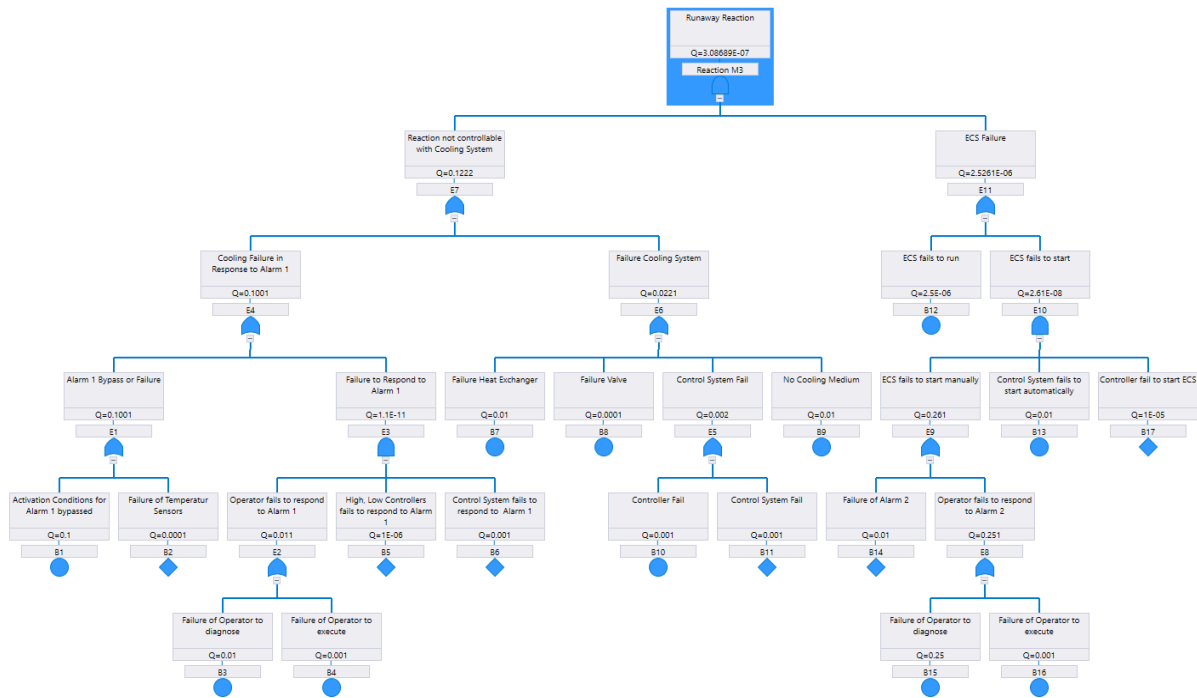 Runaway Reaction
Q=3.08689E-07
Reaction M3
Reaction not controllable
with Cooling System
Q=0.1222
E7
ECS Failure
Q=2.5261E-06
E11
Cooling Failure in
Response to Alarm 1
Q=0.1001
E4
Failure Cooling System
Q=0.0221
E6
ECS fails to run
Q=2.5E-06
B12
ECS fails to start
Q=2.61E-08
E10
Alarm 1 Bypass or Failure
Q=0.1001
E1
Failure to Respond to
Alarm 1
Q=1.1E-11
E3
Failure Heat Exchanger
Q=0.01
B7
Failure Valve
Q=0.0001
B8
Control System Fail
Q=0.002
E5
No Cooling Medium
Q=0.01
B9
ECS fails to start manually
Q=0.261
E9
Control System fails to
start automatically
Q=0.01
B13
Controller fail to start ECS
Q=1E-05
B17
Activation Conditions for
Alarm 1 bypassed
Q=0.1
B1
Failure of Temperatur
Sensors
Q=0.0001
B2
Operator fails to respond
to Alarm 1
Q=0.011
E2
High, Low Controllers
fails to respond to Alarm
1
Q=1E-06
B5
Control System fails to
respond to Alarm 1
Q=0.001
B6
Controller Fail
Q=0.001
B10
Control System Fail
Q=0.001
B11
Failure of Alarm 2
Q=0.01
B14
Operator fails to respond
to Alarm 2
Q=0.251
E8
Failure of Operator to
diagnose
Q=0.01
B3
Failure of Operator to
execute
Q=0.001
B4
Failure of Operator to
diagnose
Q=0.25
B15
Failure of Operator to
execute
Q=0.001
B16